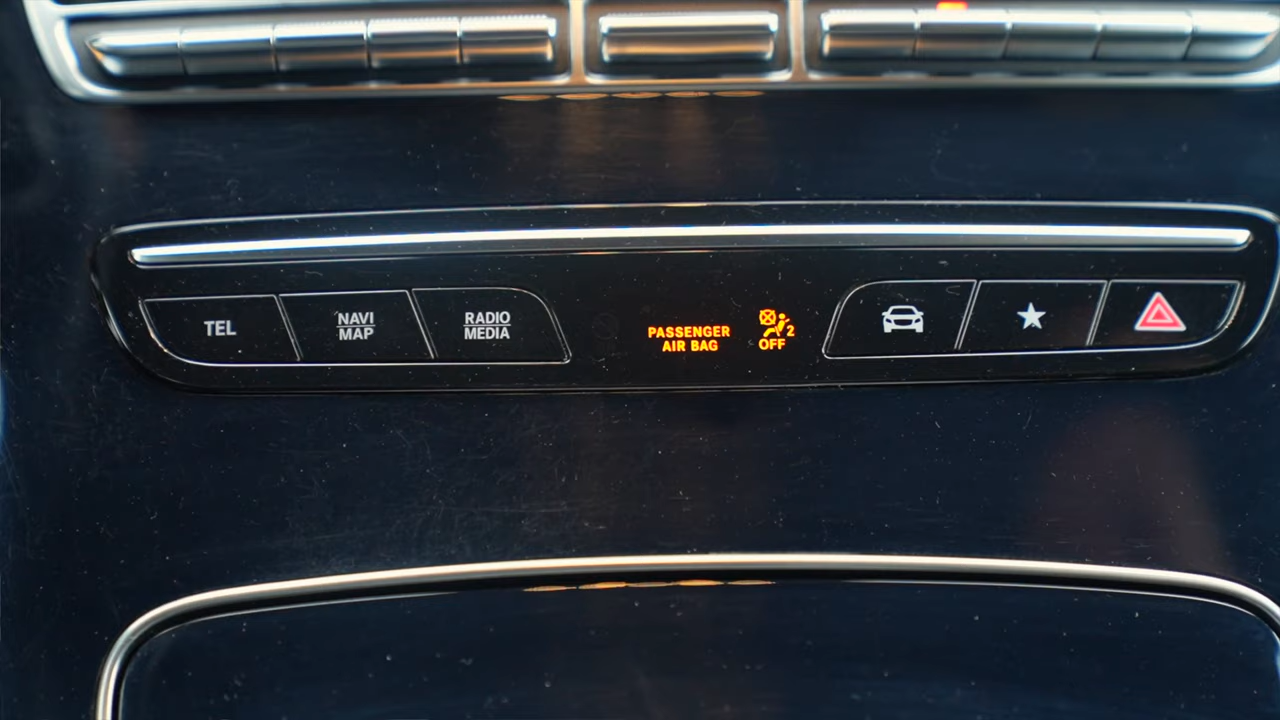 TEL
NAVI
MAP
RADIO
MEDIA
PASSENGER
AIR BAG
2
OFF